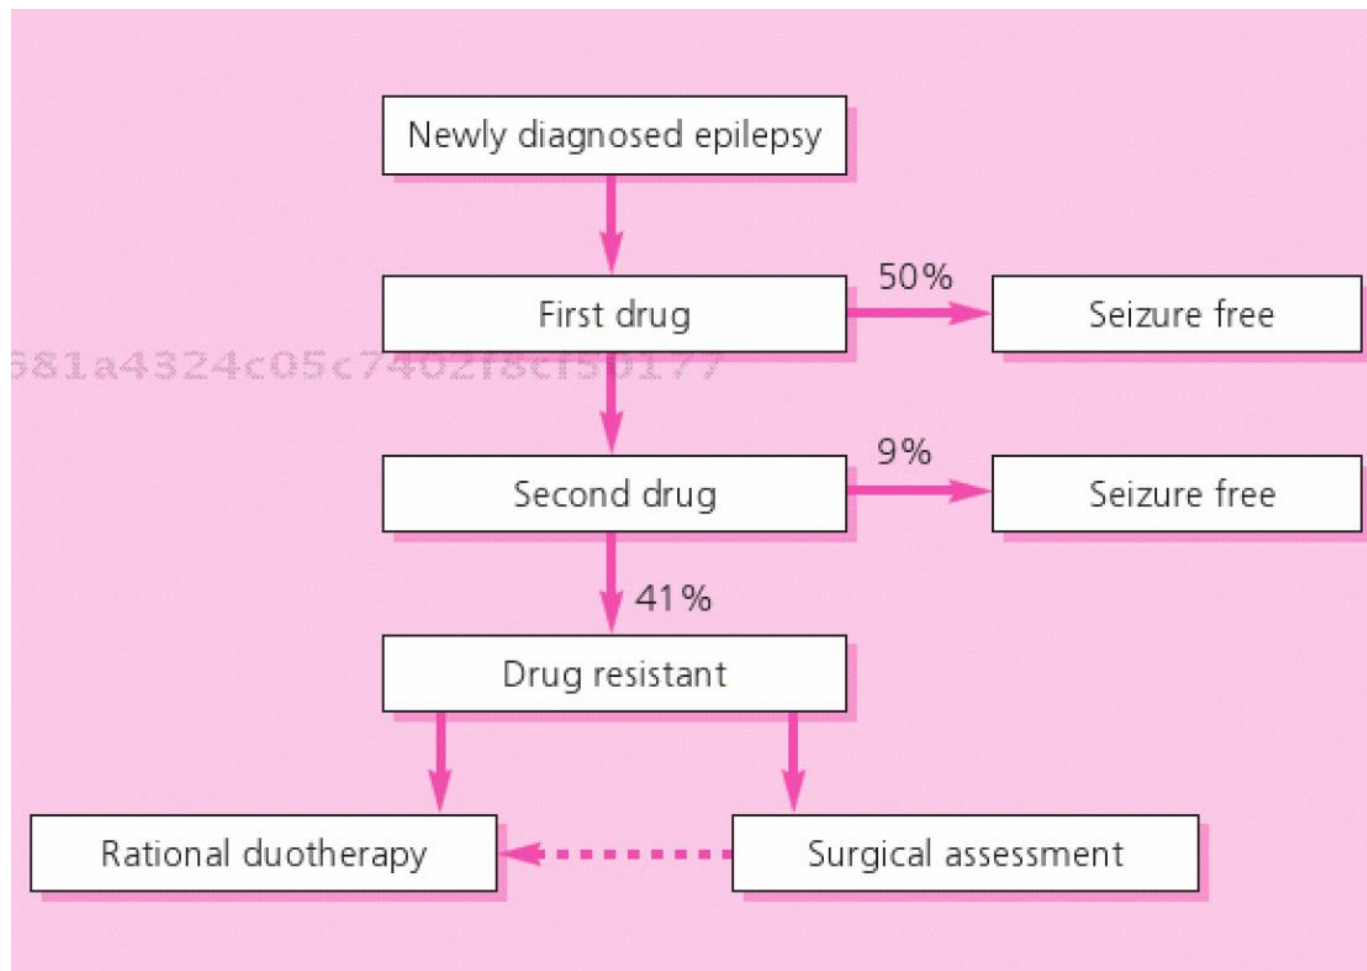 Newly diagnosed epilepsy
50%
First drug
Seizure free
681a4324c05c7402f8cf50177
9%
Second drug
Seizure free
41%
Drug resistant
Rational duotherapy
Surgical assessment